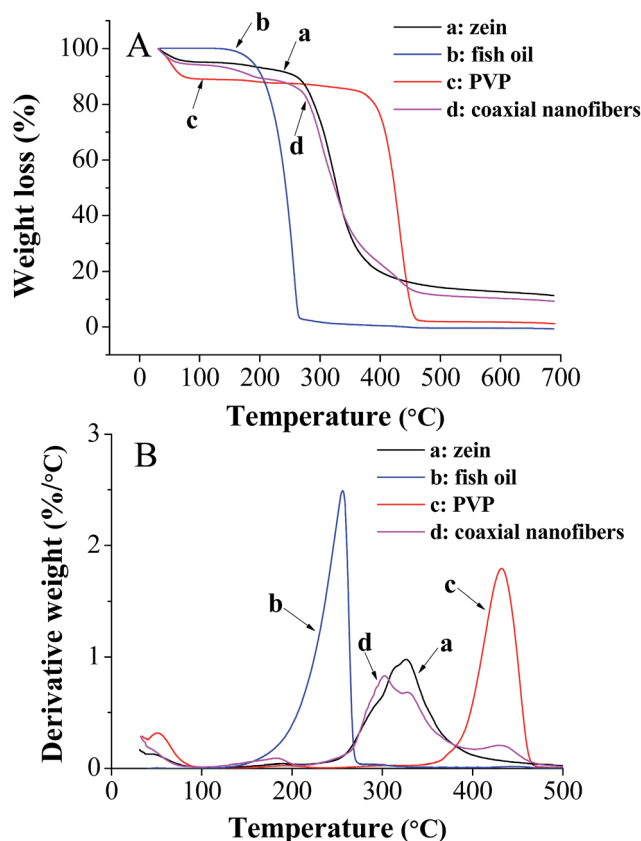 A
Weight loss (%)
100
80
60
40
20
0
0 100 200 300 400 500 600 700
Temperature (°C)
a: zein
b: fish oil
c: PVP
d: coaxial nanofibers
b
a
c
d
B
Derivative weight (%/°C)
3
2
1
0
0 100 200 300 400 500
Temperature (°C)
a: zein
b: fish oil
c: PVP
d: coaxial nanofibers
b
d
a
c